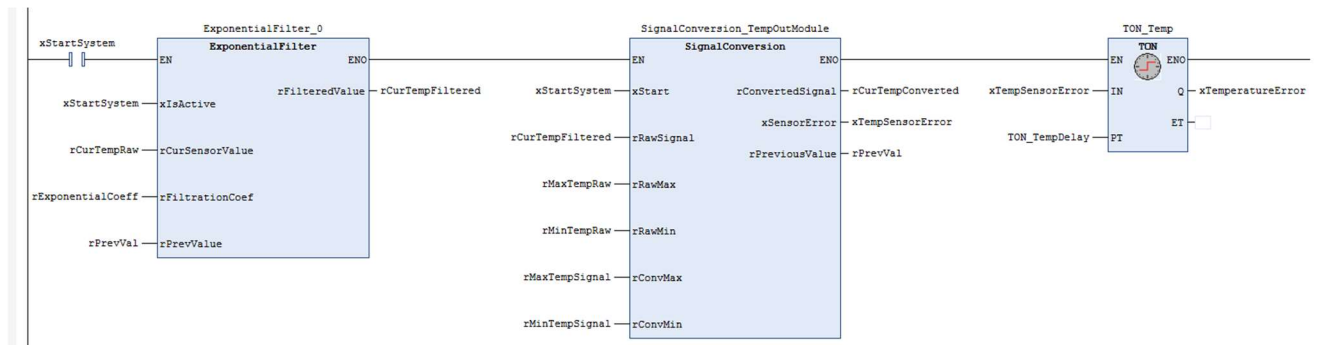 ExponentialFilter_0
SignalConversion_TempOutModule
TON_Temp
xStartSystem
ExponentialFilter
EN
ENO
xStartSystem
xIsActive
rFilteredValue
rCurTempFiltered
rCurTempRaw
rCurSensorValue
rExponentialCoeff
rFiltrationCoef
rPrevVal
rPrevValue
SignalConversion
EN
ENO
xStartSystem
xStart
rConvertedSignal
rCurTempConverted
xSensorError
xTempSensorError
rCurTempFiltered
rRawSignal
rPreviousValue
rPrevVal
rMaxTempRaw
rRawMax
rMinTempRaw
rRawMin
rMaxTempSignal
rConvMax
rMinTempSignal
rConvMin
TON
EN
ENO
xTempSensorError
IN
Q
xTemperatureError
ET
TON_TempDelay
PT